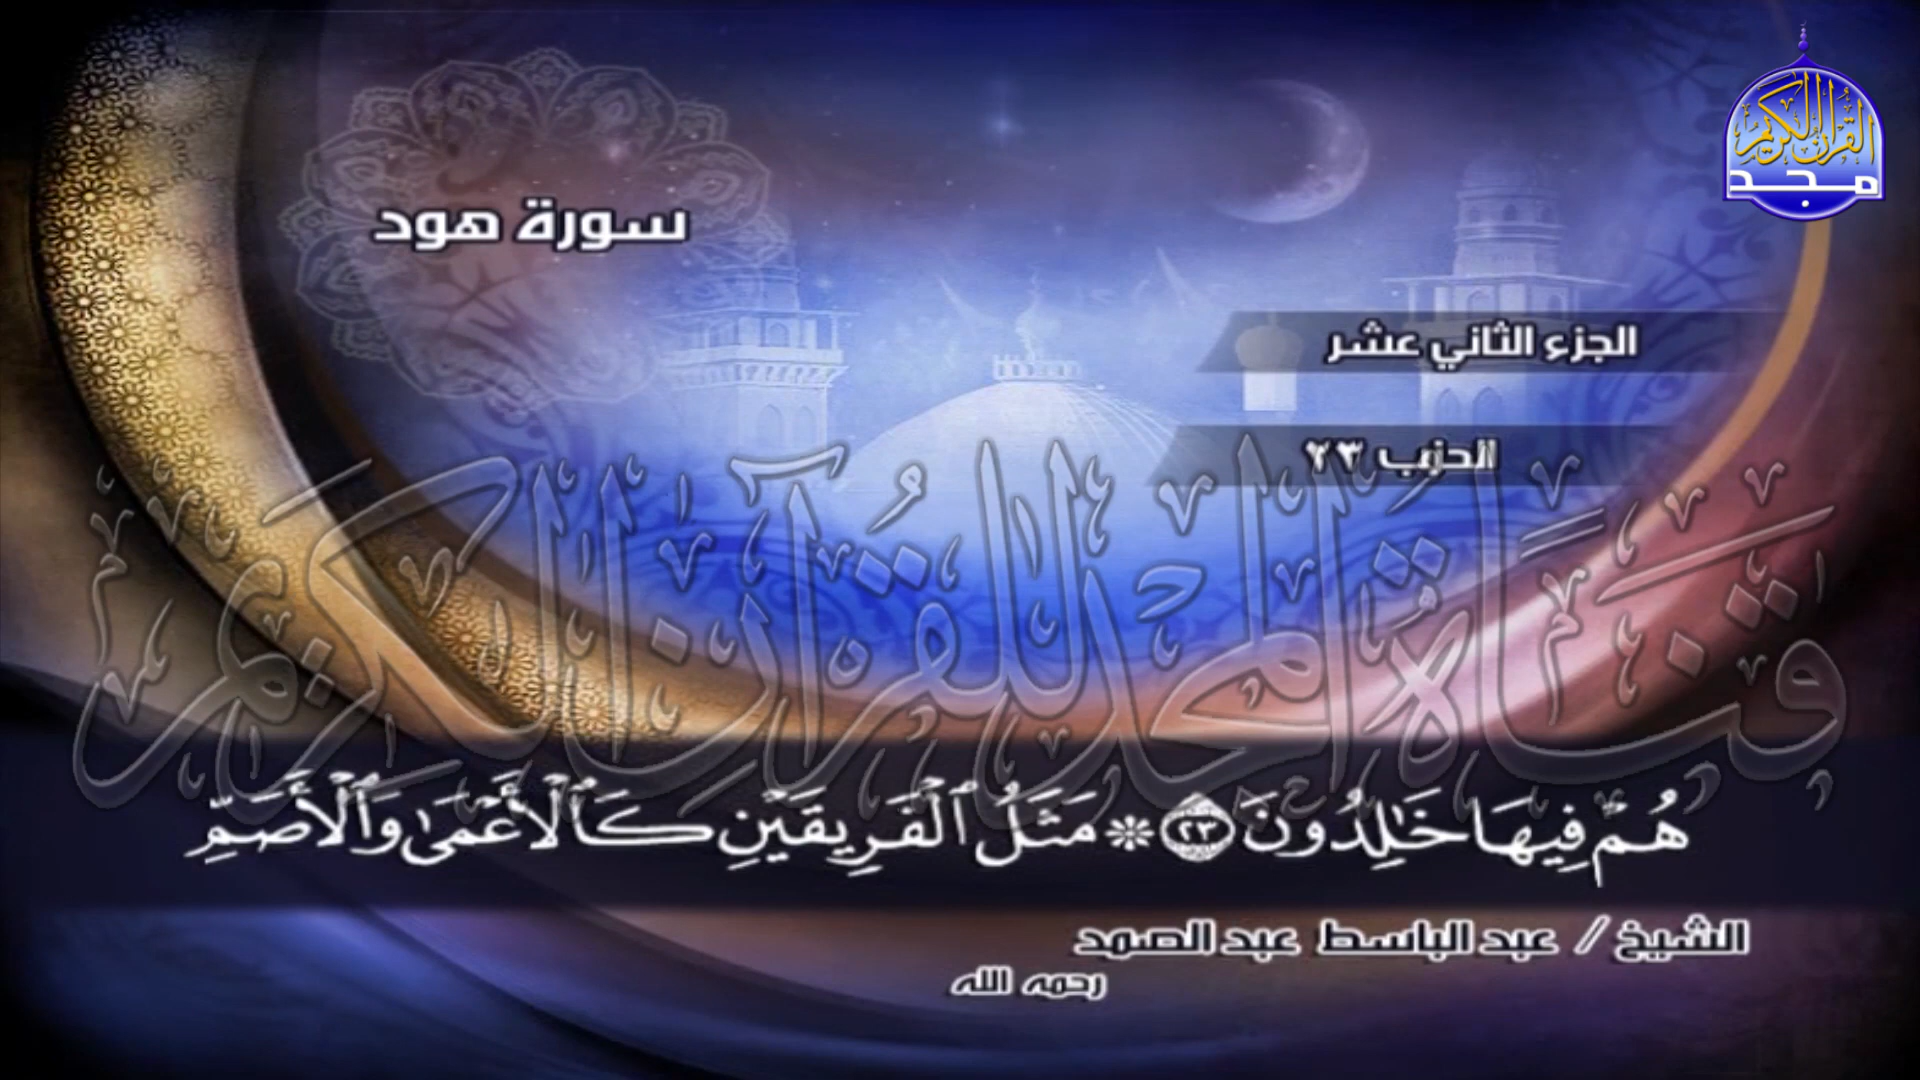 القرآن الكريم
مجد
سورة هود
الجزء الثاني عشر
الحزب ٢٣
قناة المجد للقرآن الكريم
هُمْ فِيهَا خَٰلِدُونَ ٢٣ ۞ مَثَلُ ٱلْفَرِيقَيْنِ كَٱلْأَعْمَىٰ وَٱلْأَصَمِّ
الشيخ / عبد الباسط عبد الصمد
رحمه الله